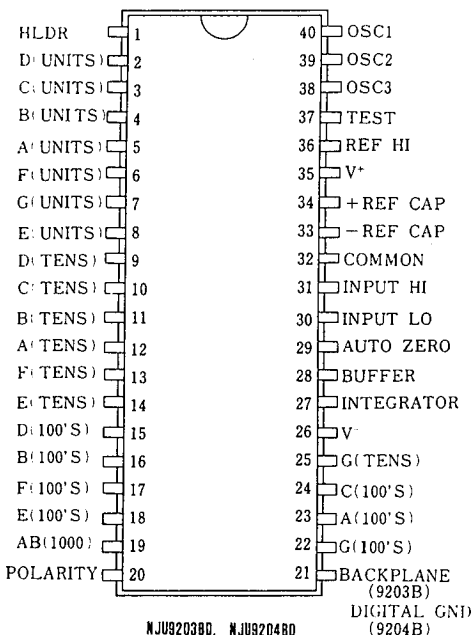 HLDR 1 40 OSC1
D(UNITS) 2 39 OSC2
C(UNITS) 3 38 OSC3
B(UNITS) 4 37 TEST
A(UNITS) 5 36 REF HI
F(UNITS) 6 35 V+
G(UNITS) 7 34 +REF CAP
E(UNITS) 8 33 -REF CAP
D(TENS) 9 32 COMMON
C(TENS) 10 31 INPUT HI
B(TENS) 11 30 INPUT LO
A(TENS) 12 29 AUTO ZERO
F(TENS) 13 28 BUFFER
E(TENS) 14 27 INTEGRATOR
D(100'S) 15 26 V-
B(100'S) 16 25 G(TENS)
F(100'S) 17 24 C(100'S)
E(100'S) 18 23 A(100'S)
AB(1000) 19 22 G(100'S)
POLARITY 20 21 BACKPLANE
(9203B)
DIGITAL GND
(9204B)
NJU9203BD, NJU9204BD